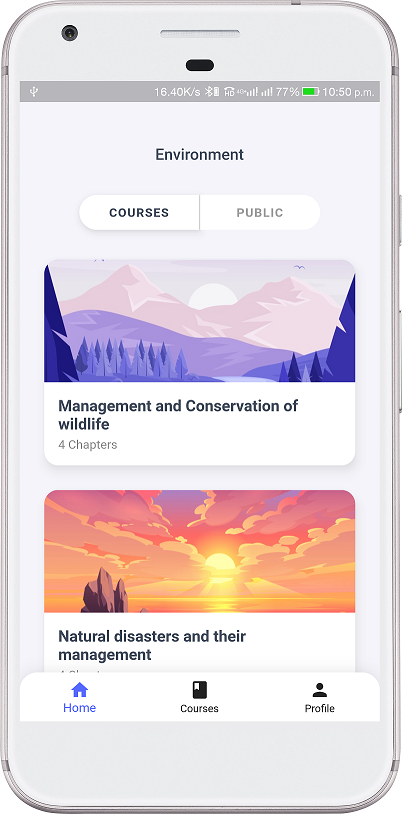 16.40K/s 4G 77% 10:50 p.m.
Environment
COURSES PUBLIC
Management and Conservation of
wildlife
4 Chapters
Natural disasters and their
management
Home Courses Profile